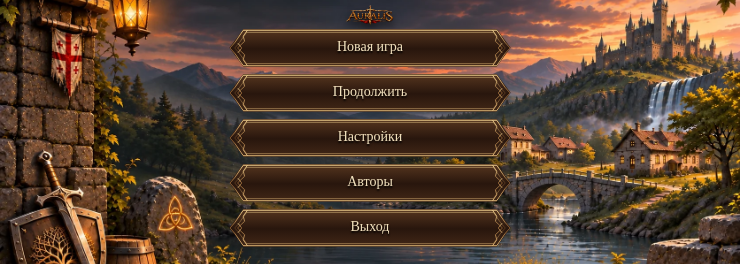 AURALIS
Новая игра
Продолжить
Настройки
Авторы
Выход